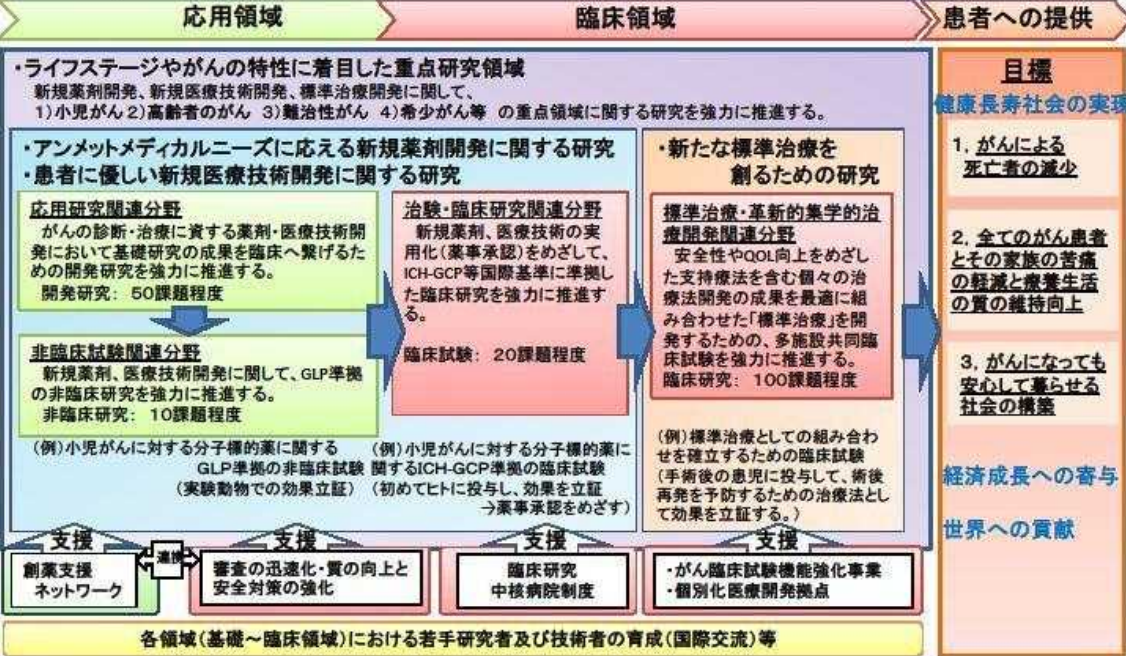 応用領域
臨床領域
患者への提供
・ライフステージやがんの特性に着目した重点研究領域
新規薬剤開発、新規医療技術開発、標準治療開発に関して、
1)小児がん 2)高齢者のがん 3)難治性がん 4)希少がん等 の重点領域に関する研究を強力に推進する。
・アンメットメディカルニーズに応える新規薬剤開発に関する研究
・患者に優しい新規医療技術開発に関する研究
応用研究関連分野
がんの診断・治療に資する薬剤・医療技術開
発において基礎研究の成果を臨床へ繋げるた
めの開発研究を強力に推進する。
開発研究: 50課題程度
非臨床試験関連分野
新規薬剤、医療技術開発に関して、GLP準拠
の非臨床研究を強力に推進する。
非臨床研究: 10課題程度
(例)小児がんに対する分子標的薬に関する
GLP準拠の非臨床試験
(実験動物での効果立証)
治験・臨床研究関連分野
新規薬剤、医療技術の実
用化(薬事承認)をめざして、
ICH-GCP等国際基準に準拠し
た臨床研究を強力に推進す
る。
臨床試験: 20課題程度
(例)小児がんに対する分子標的薬に
関するICH-GCP準拠の臨床試験
(初めてヒトに投与し、効果を立証
→薬事承認をめざす)
・新たな標準治療を
創るための研究
標準治療・革新的集学的治
療開発関連分野
安全性やQOL向上をめざし
た支持療法を含む個々の治
療法開発の成果を最適に組
み合わせた「標準治療」を開
発するための、多施設共同臨
床試験を強力に推進する。
臨床研究: 100課題程度
(例)標準治療としての組み合わ
せを確立するための臨床試験
(手術後の患児に投与して、術後
再発を予防するための治療法とし
て効果を立証する。)
目標
健康長寿社会の実現
1, がんによる
死亡者の減少
2, 全てのがん患者
とその家族の苦痛
の軽減と療養生活
の質の維持向上
3, がんになっても
安心して暮らせる
社会の構築
経済成長への寄与
世界への貢献
支援
支援
支援
支援
創薬支援
ネットワーク
連携
審査の迅速化・質の向上と
安全対策の強化
臨床研究
中核病院制度
・がん臨床試験機能強化事業
・個別化医療開発拠点
各領域(基礎~臨床領域)における若手研究者及び技術者の育成(国際交流)等